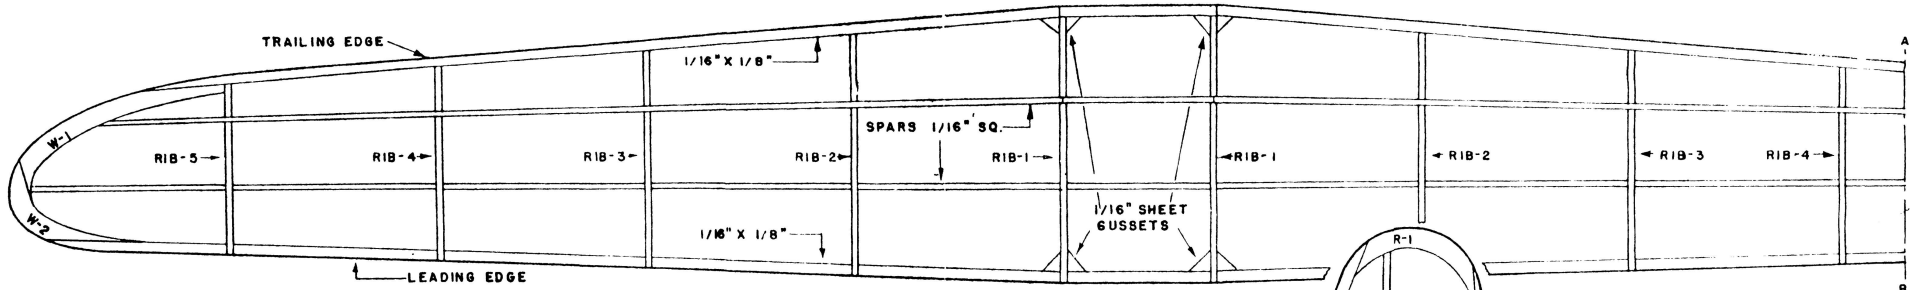 A
TRAILING EDGE
1/16" X 1/8"
SPARS 1/16" SQ.
W-1
RIB-5
RIB-4
RIB-3
RIB-2
RIB-1
RIB-1
RIB-2
RIB-3
RIB-4
1/16" SHEET
GUSSETS
W-2
1/16" X 1/8"
R-1
LEADING EDGE